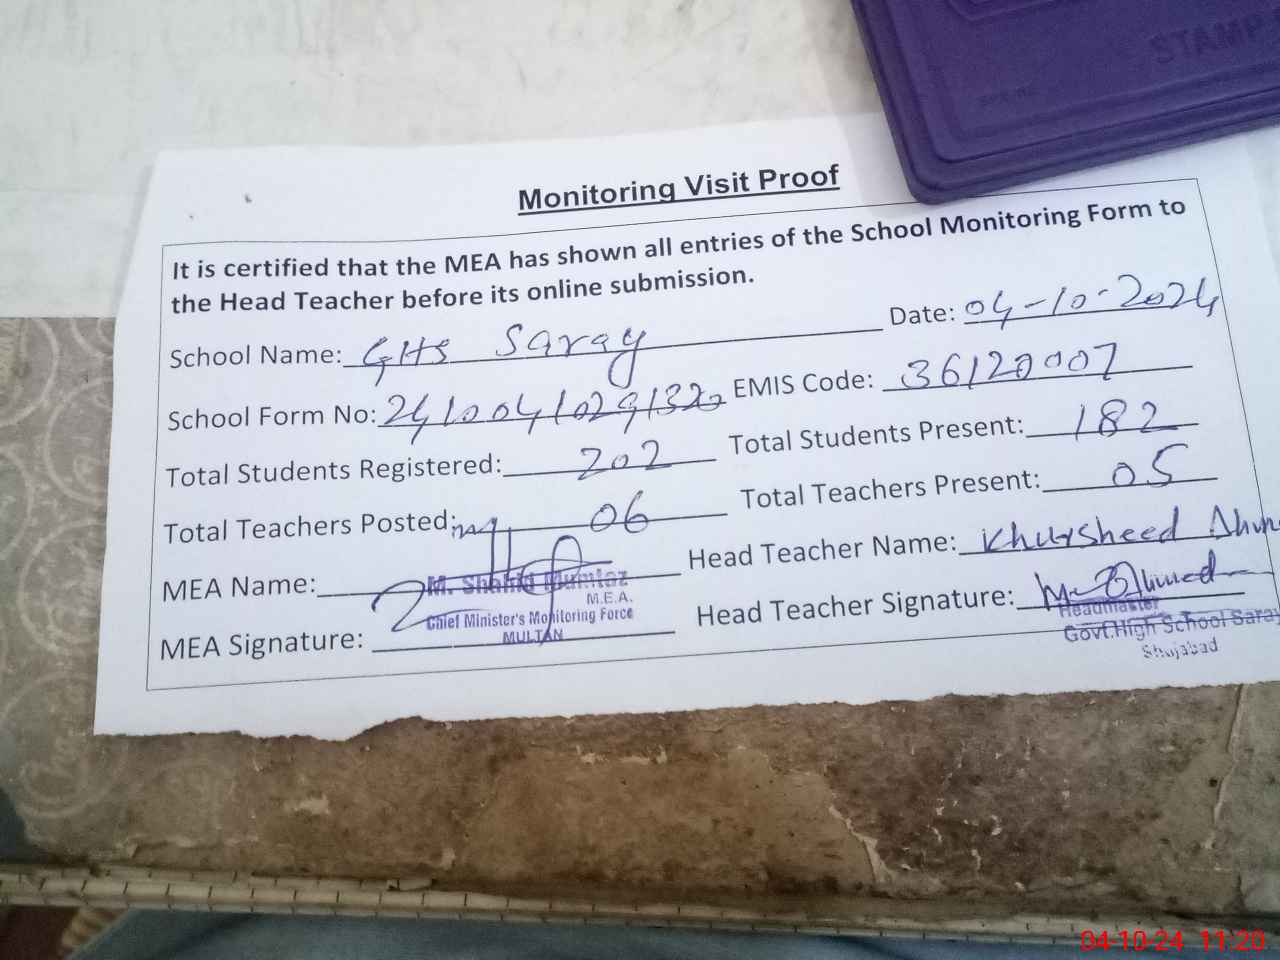 STAMP
Monitoring Visit Proof
It is certified that the MEA has shown all entries of the School Monitoring Form to
the Head Teacher before its online submission.
School Name: GHS Saray Date: 04-10-2024
School Form No: EMIS Code: 36120007
Total Students Registered: 202 Total Students Present: 182
Total Teachers Posted: 06 Total Teachers Present: 05
MEA Name: Head Teacher Name: Khursheed
M. Shahid Mumtaz
M.E.A.
Chief Minister's Monitoring Force
MULTAN
MEA Signature: Head Teacher Signature:
Headmaster
Govt.High School Saray
Shujabad
04-10-24 11:20